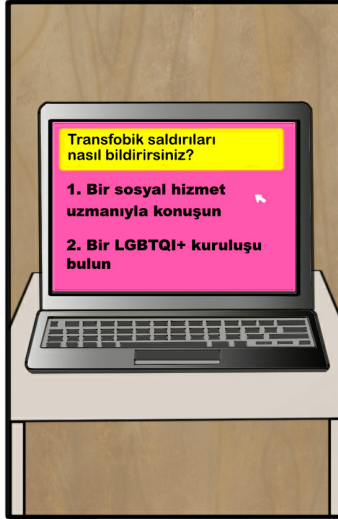 Transfobik saldırıları
nasıl bildirirsiniz?
1. Bir sosyal hizmet
uzmanıyla konuşun
2. Bir LGBTQI+ kuruluşu
bulun